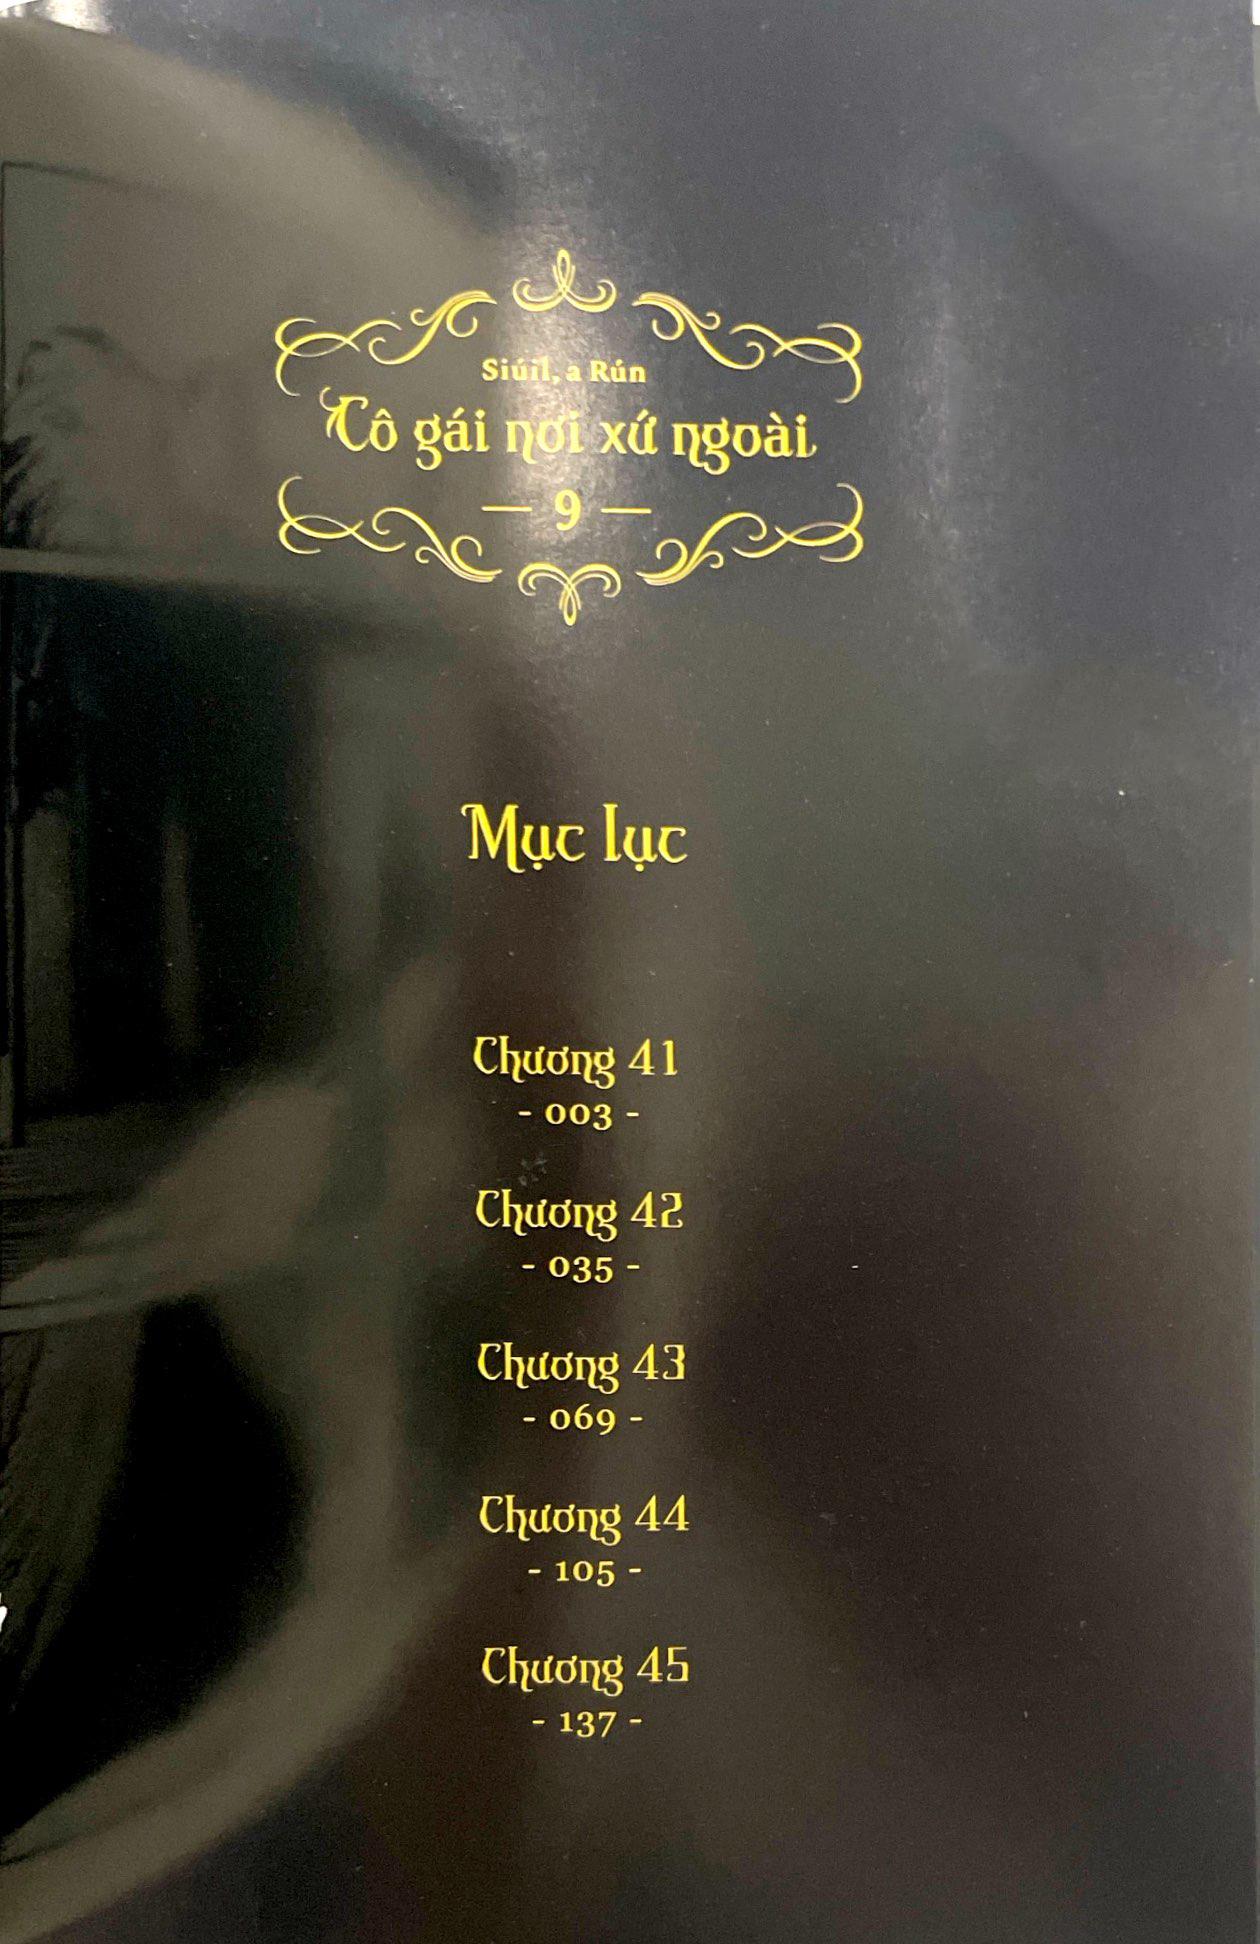 Siúil, a Rún
Cô gái nơi xứ ngoài
— 9 —
Mục lục
Chương 41
- 003 -
Chương 42
- 035 -
Chương 43
- 069 -
Chương 44
- 105 -
Chương 45
- 137 -